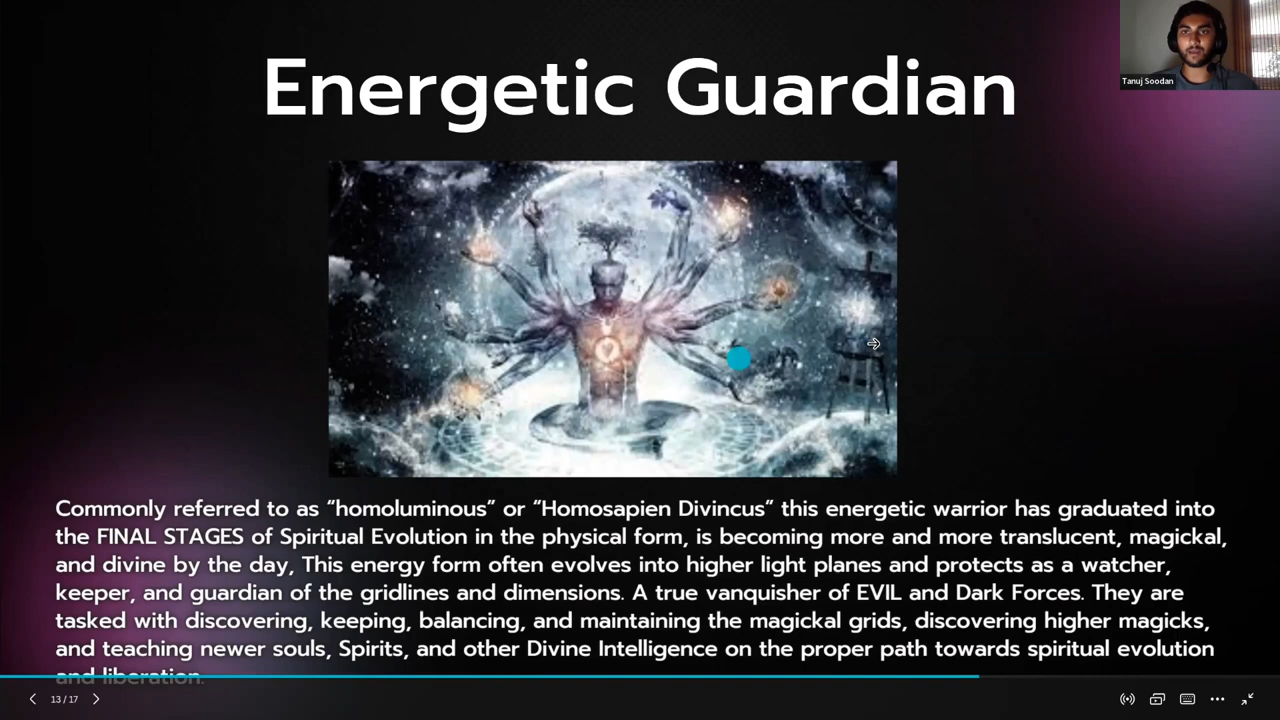 Energetic Guardian
Tanuj Soodan
Commonly referred to as “homoluminous” or “Homosapien Divincus” this energetic warrior has graduated into
the FINAL STAGES of Spiritual Evolution in the physical form, is becoming more and more translucent, magickal,
and divine by the day, This energy form often evolves into higher light planes and protects as a watcher,
keeper, and guardian of the gridlines and dimensions. A true vanquisher of EVIL and Dark Forces. They are
tasked with discovering, keeping, balancing, and maintaining the magickal grids, discovering higher magicks,
and teaching newer souls, Spirits, and other Divine Intelligence on the proper path towards spiritual evolution
and liberation.
13 / 17